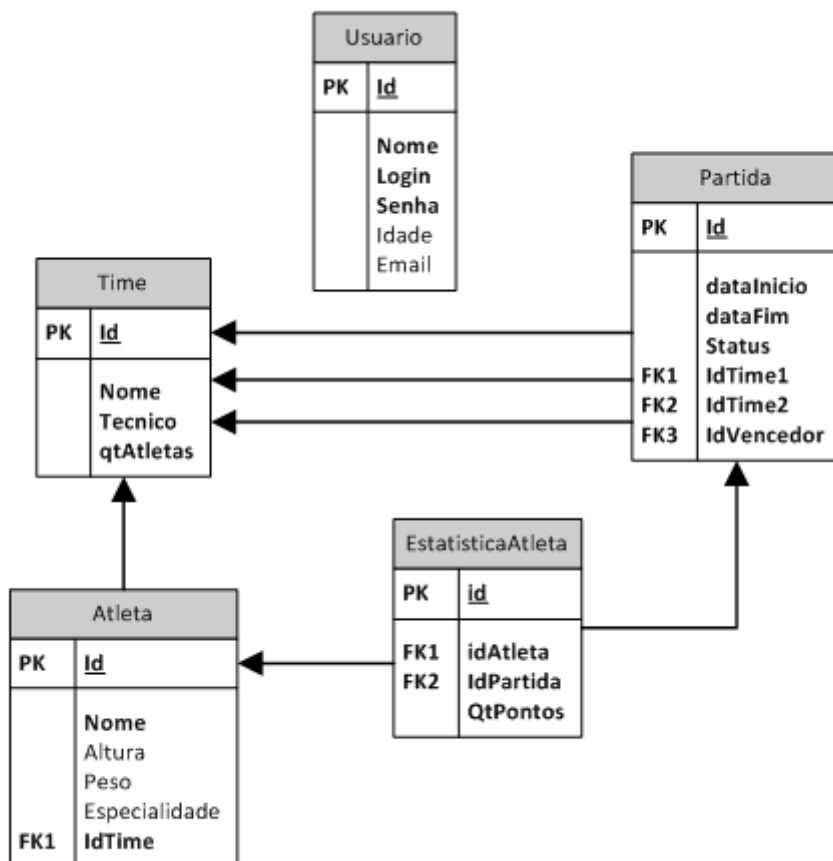 Usuario
PK Id
Nome
Login
Senha
Idade
Email
Partida
PK Id
dataInicio
dataFim
Status
FK1 IdTime1
FK2 IdTime2
FK3 IdVencedor
Time
PK Id
Nome
Tecnico
qtAtletas
EstatisticaAtleta
PK id
FK1 idAtleta
FK2 IdPartida
QtPontos
Atleta
PK Id
Nome
Altura
Peso
Especialidade
FK1 IdTime